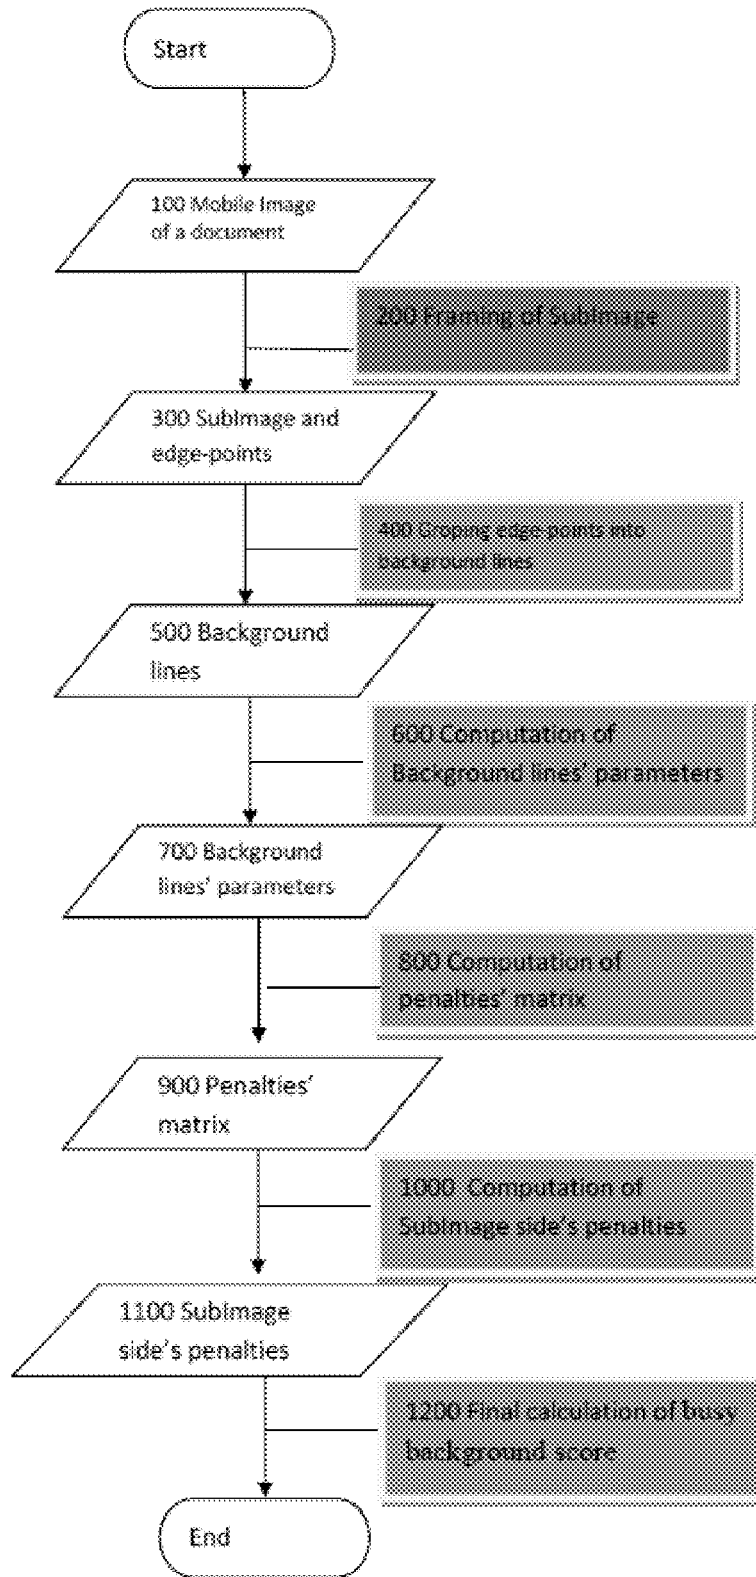 Start
100 Mobile Image
of a document
200 Framing of SubImage
300 SubImage and
edge-points
400 Groping edge-points into
background lines
500 Background
lines
600 Computation of
Background lines' parameters
700 Background
lines' parameters
800 Computation of
penalties' matrix
900 Penalties'
matrix
1000 Computation of
SubImage side's penalties
1100 SubImage
side's penalties
1200 Final calculation of busy
background score
End